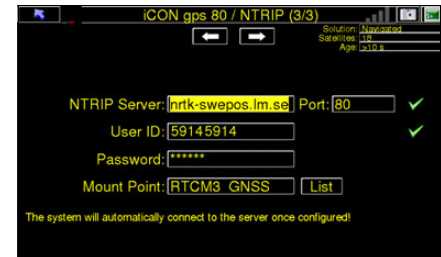 iCON gps 80 / NTRIP (3/3)
Solution: Navigated
Satellites: 18
Age: >10 s
NTRIP Server: nrtk-swepos.lm.se Port: 80
User ID: 59145914
Password: ******
Mount Point: RTCM3_GNSS List
The system will automatically connect to the server once configured!